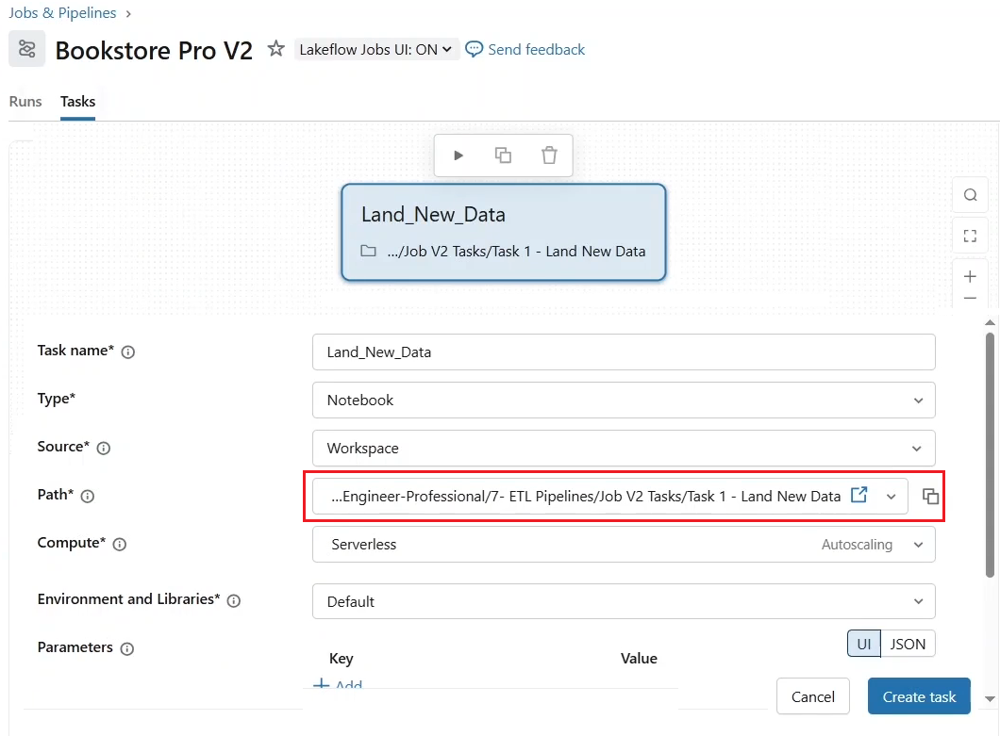 Jobs & Pipelines ›
Bookstore Pro V2 Lakeflow Jobs UI: ON Send feedback
Runs Tasks
Land_New_Data
.../Job V2 Tasks/Task 1 - Land New Data
Task name* Land_New_Data
Type* Notebook
Source* Workspace
Path* ...Engineer-Professional/7- ETL Pipelines/Job V2 Tasks/Task 1 - Land New Data
Compute* Serverless Autoscaling
Environment and Libraries* Default
Parameters UI JSON
Key Value
+ Add
Cancel Create task